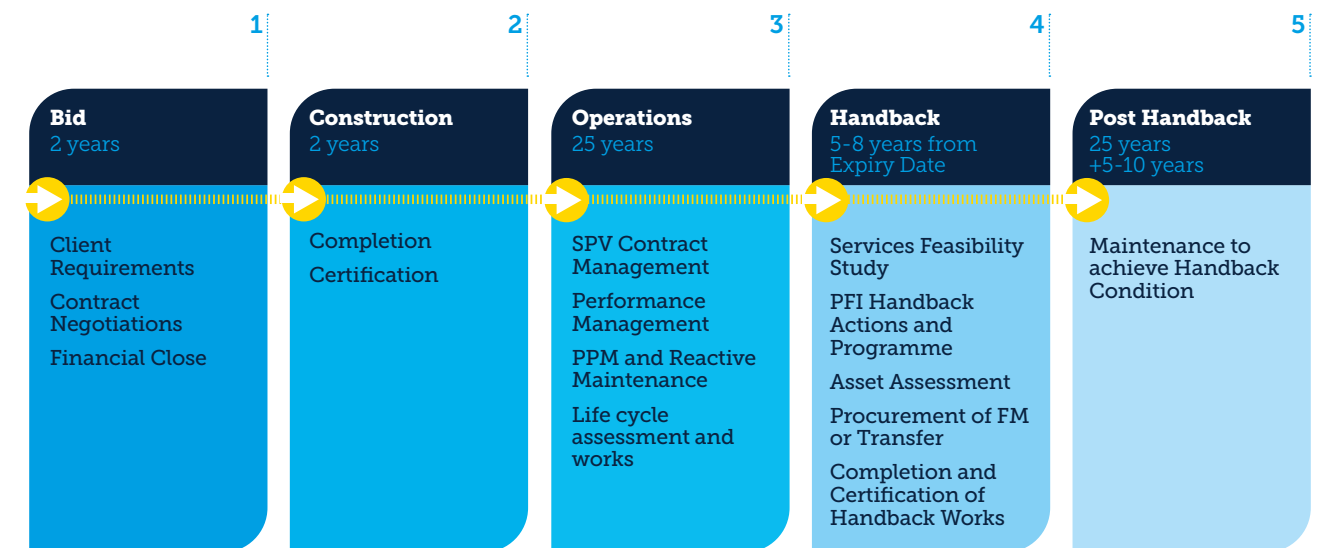 1
2
3
4
5
Bid
2 years
Client
Requirements
Contract
Negotiations
Financial Close
Construction
2 years
Completion
Certification
Operations
25 years
SPV Contract
Management
Performance
Management
PPM and Reactive
Maintenance
Life cycle
assessment and
works
Handback
5-8 years from
Expiry Date
Services Feasibility
Study
PFI Handback
Actions and
Programme
Asset Assessment
Procurement of FM
or Transfer
Completion and
Certification of
Handback Works
Post Handback
25 years
+5-10 years
Maintenance to
achieve Handback
Condition